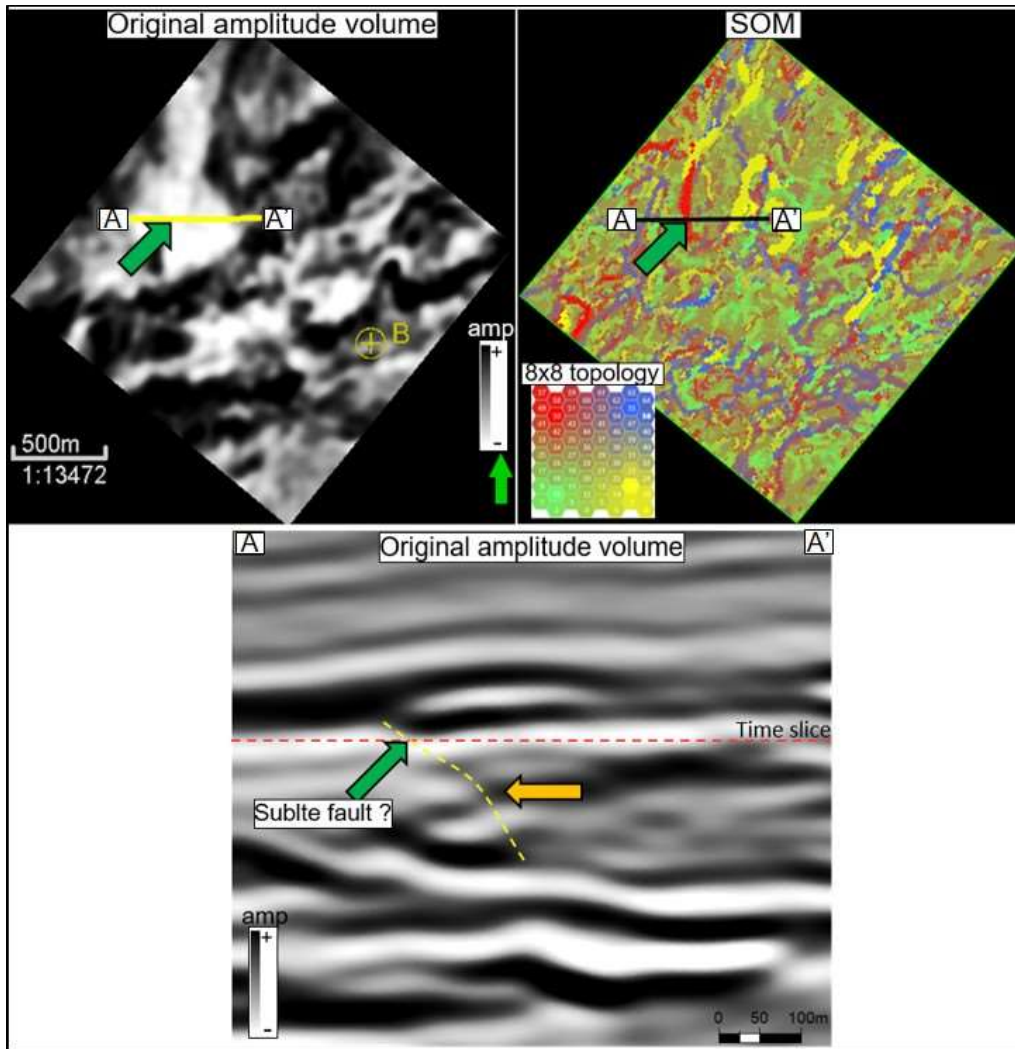 Original amplitude volume
SOM
A A'
A A'
B
amp
+
-
500m
1:13472
8x8 topology
A Original amplitude volume A'
Time slice
Sublte fault ?
amp
+
-
0 50 100m